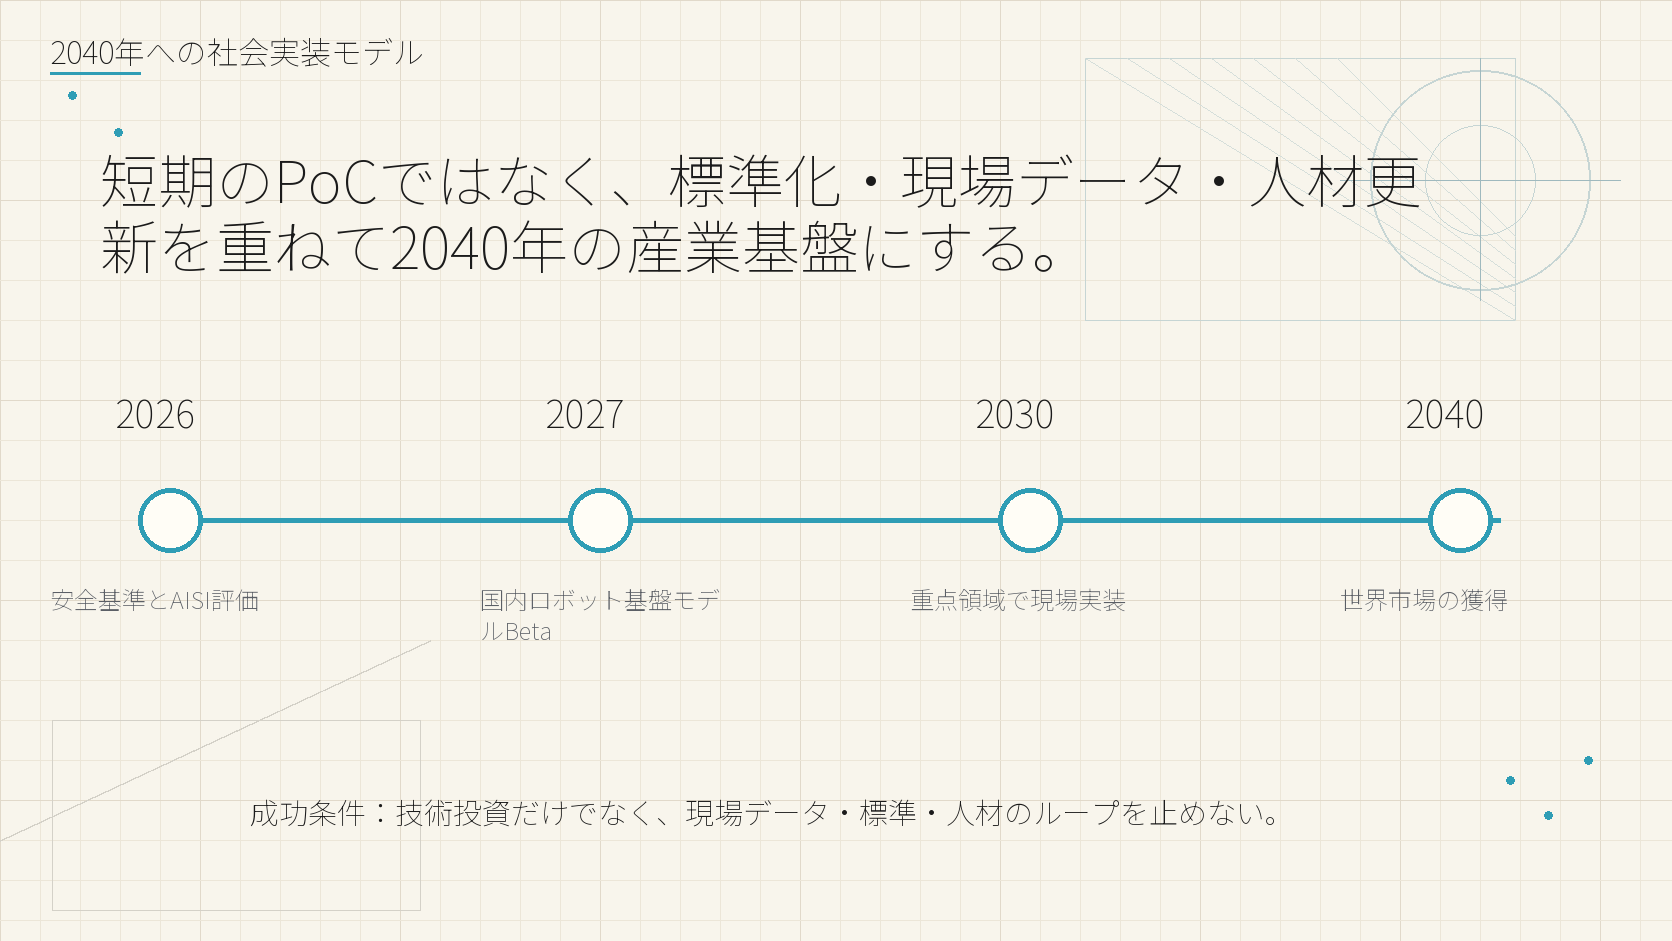 2040年への社会実装モデル
短期のPoCではなく、標準化・現場データ・人材更
新を重ねて2040年の産業基盤にする。
2026
2027
2030
2040
安全基準とAISI評価
国内ロボット基盤モデ
ルBeta
重点領域で現場実装
世界市場の獲得
成功条件：技術投資だけでなく、現場データ・標準・人材のループを止めない。